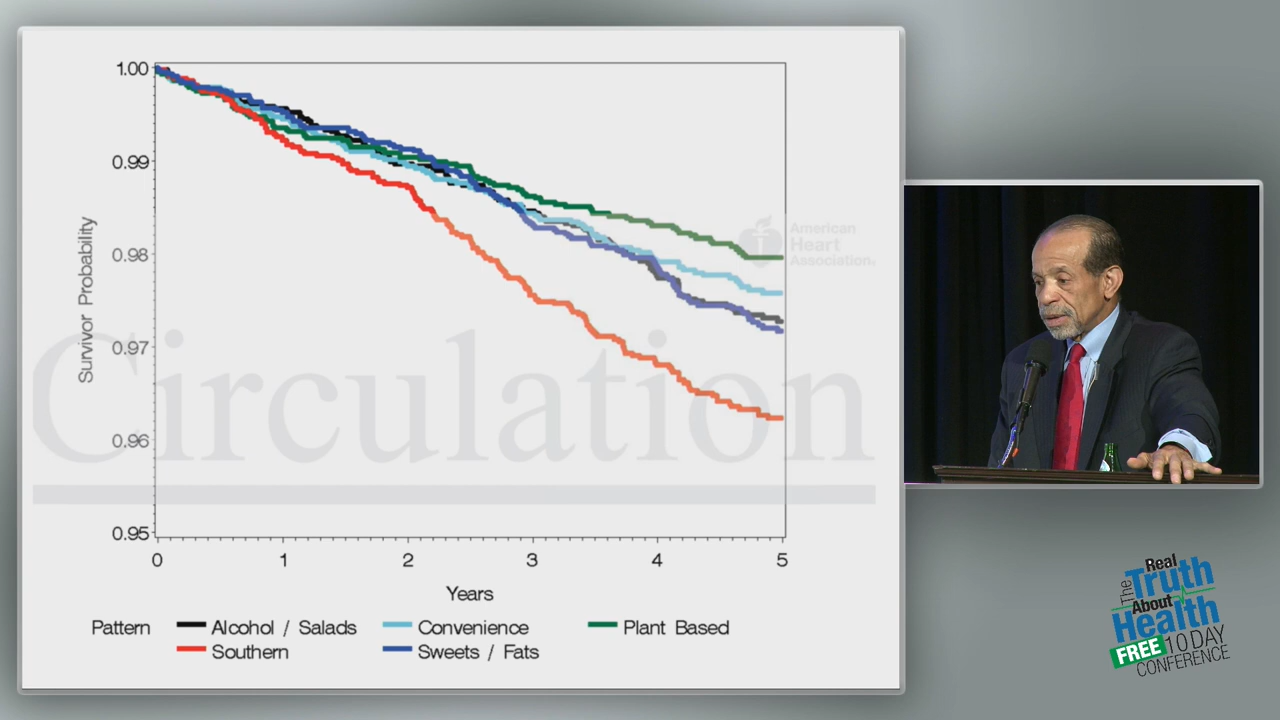 1.00
0.99
0.98
0.97
0.96
0.95
Survivor Probability
American
Heart
Association®
Circulation
0 1 2 3 4 5
Years
Pattern Alcohol / Salads Convenience Plant Based
Southern Sweets / Fats
The Real
Truth
About
Health
FREE 10 DAY
CONFERENCE